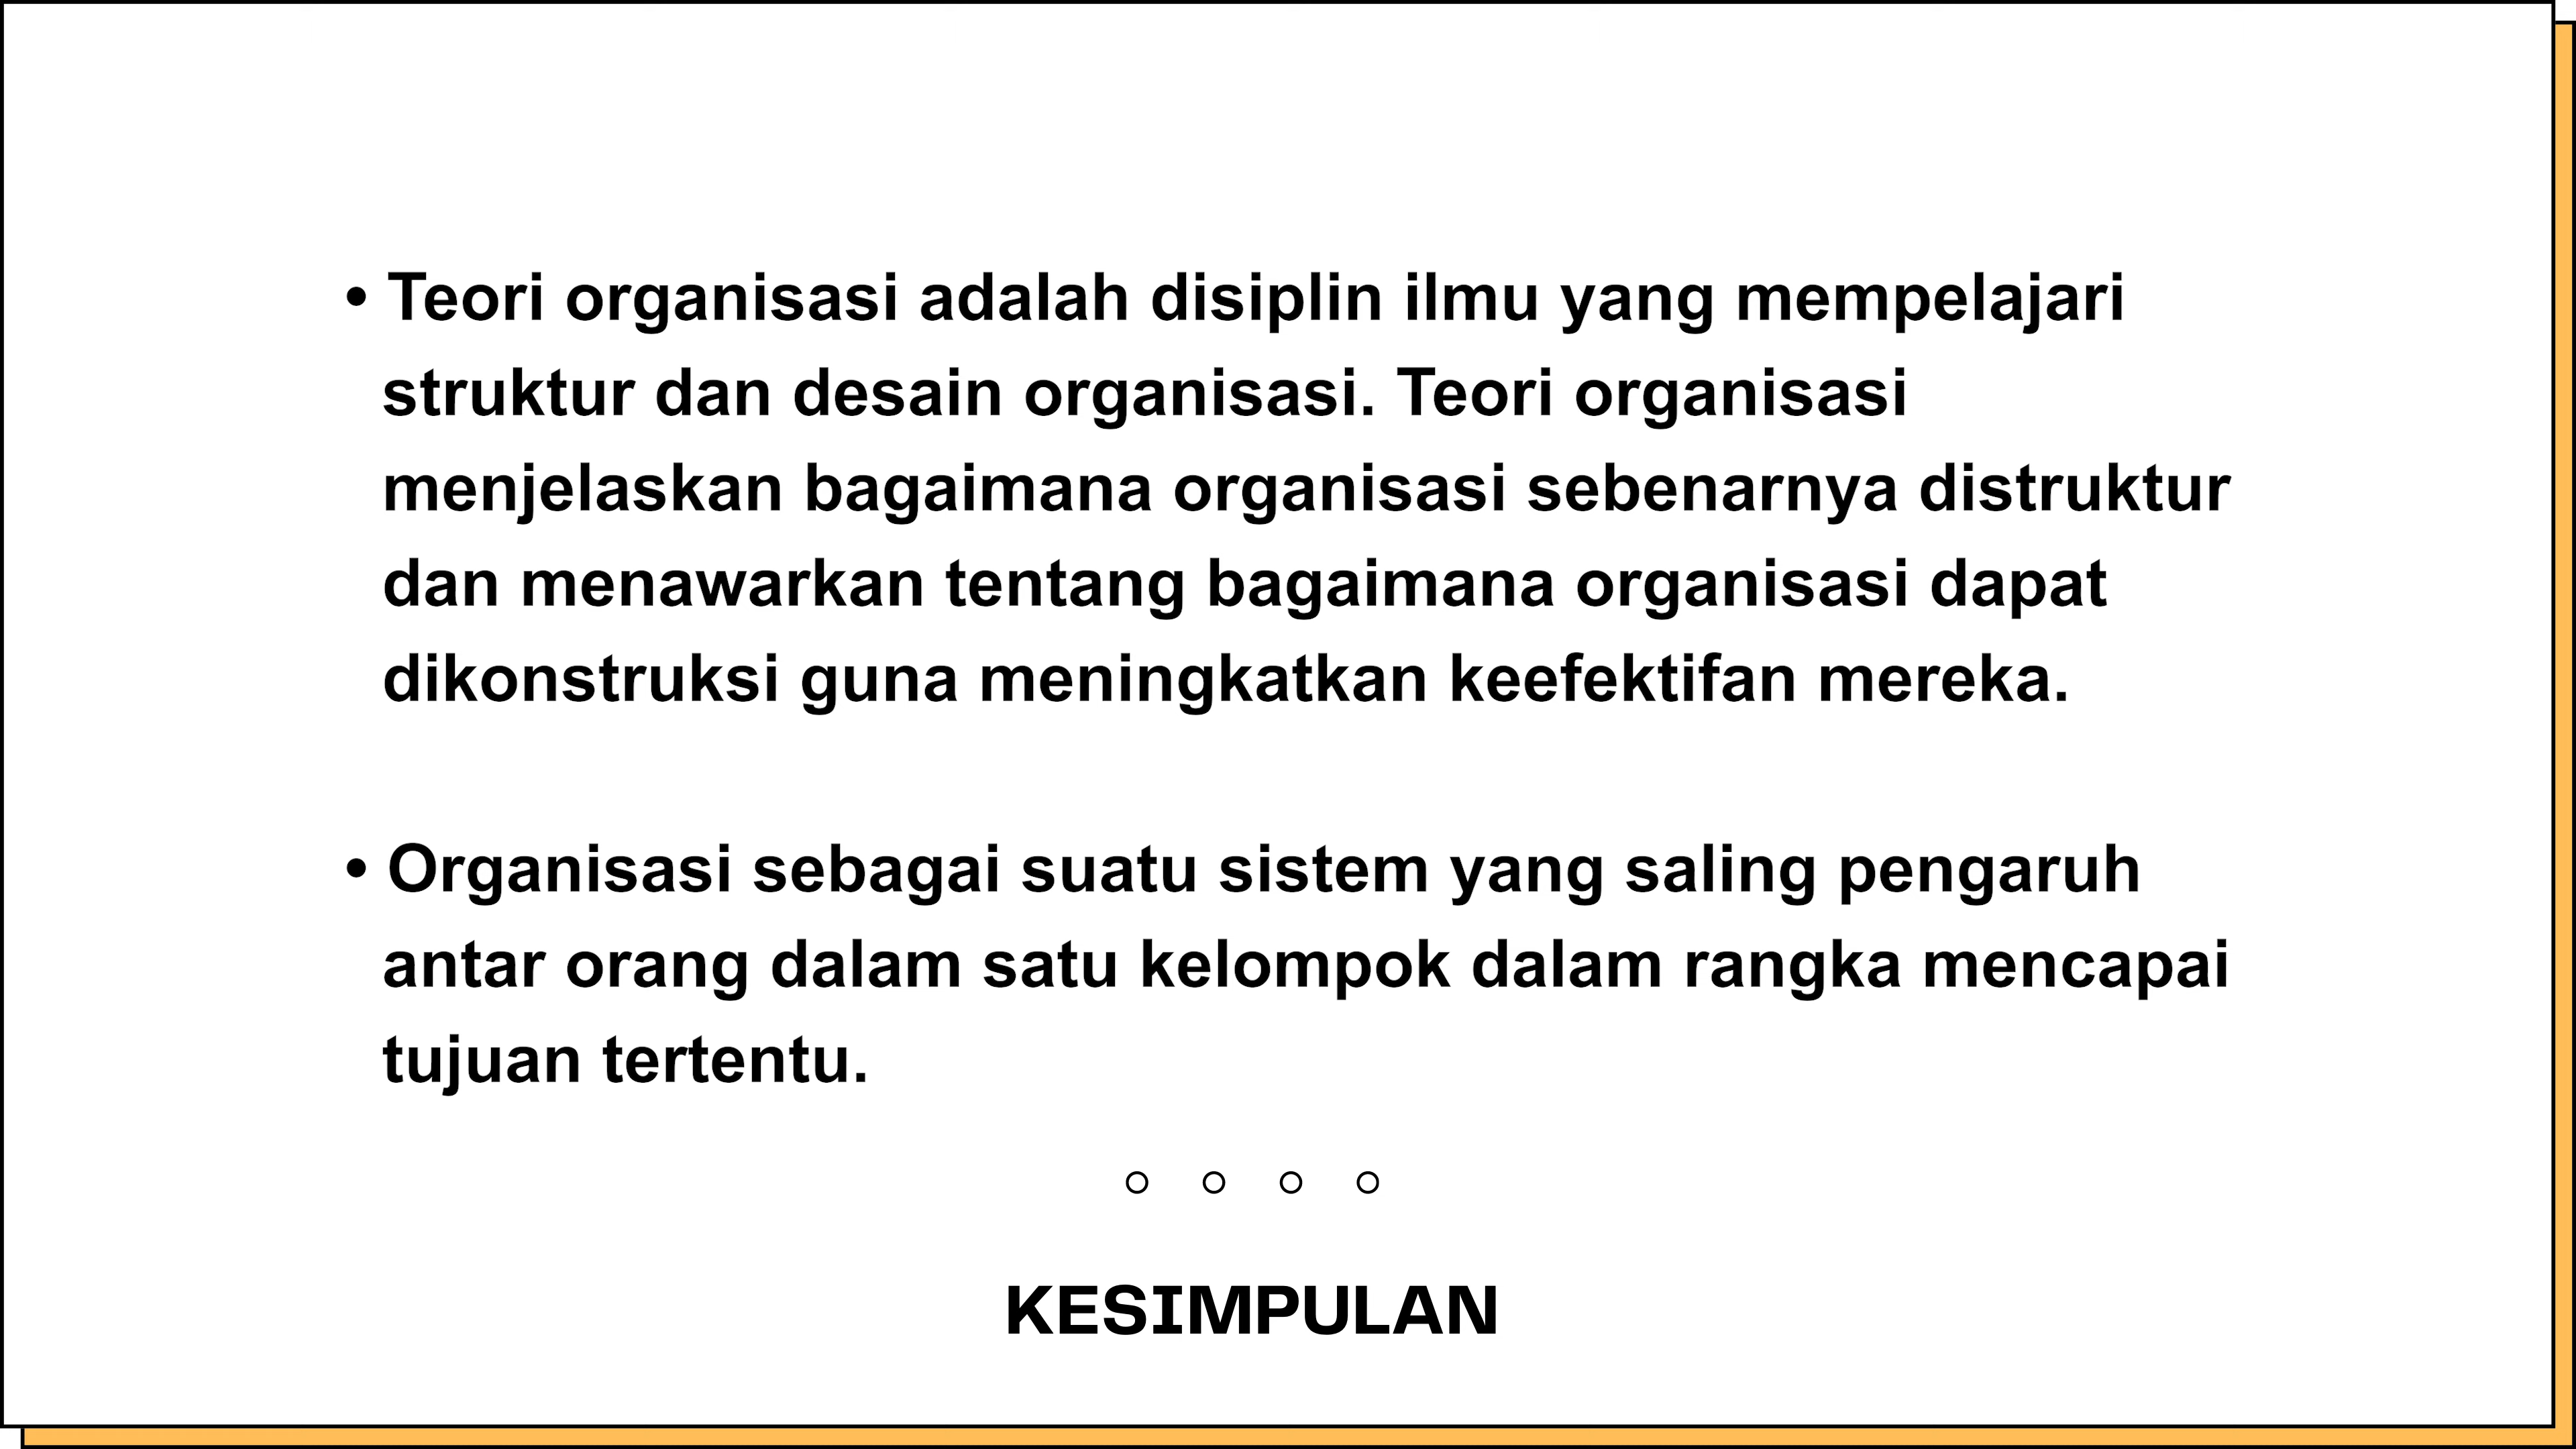 • Teori organisasi adalah disiplin ilmu yang mempelajari
struktur dan desain organisasi. Teori organisasi
menjelaskan bagaimana organisasi sebenarnya distruktur
dan menawarkan tentang bagaimana organisasi dapat
dikonstruksi guna meningkatkan keefektifan mereka.
• Organisasi sebagai suatu sistem yang saling pengaruh
antar orang dalam satu kelompok dalam rangka mencapai
tujuan tertentu.
KESIMPULAN